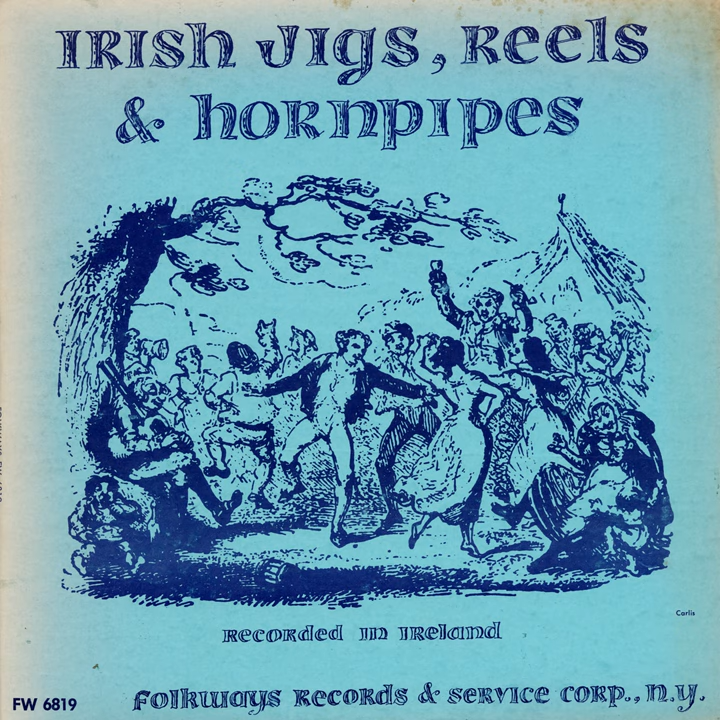 Irish Jigs, Reels
& Hornpipes
Carlis
Recorded in Ireland
FW 6819
Folkways Records & Service Corp., N.Y.